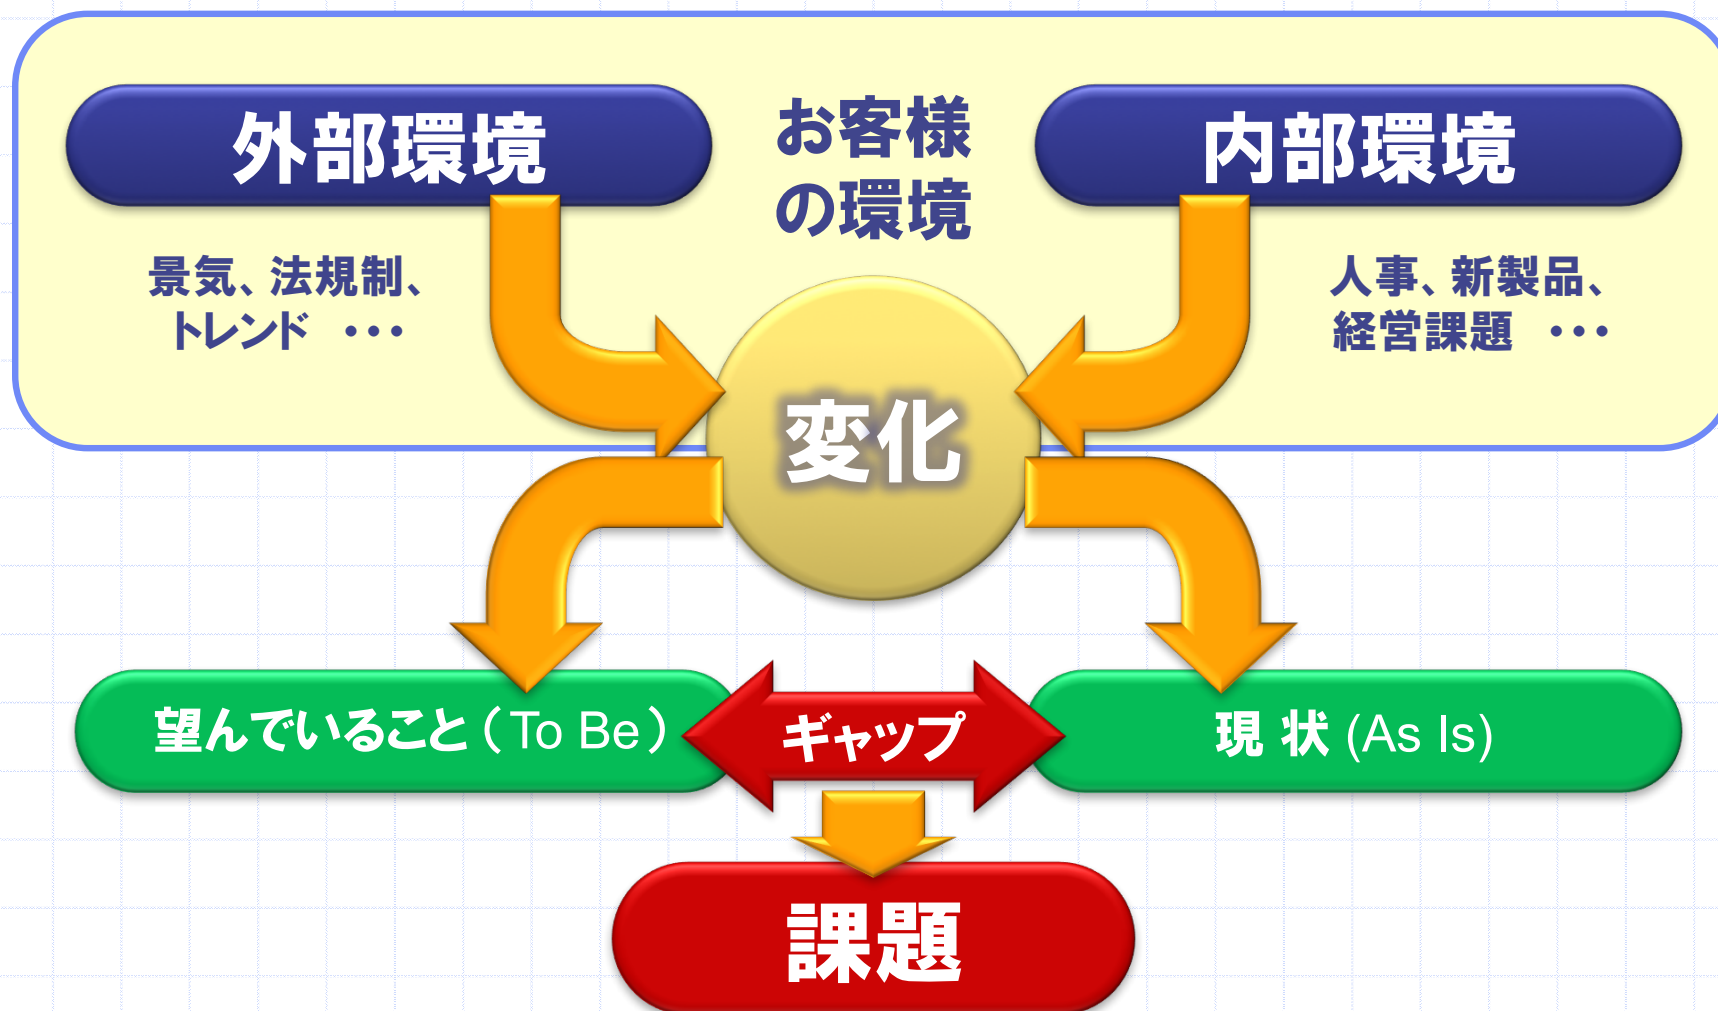 外部環境
お客様
の環境
内部環境
景気、法規制、
トレンド ・・・
人事、新製品、
経営課題 ・・・
変化
望んでいること(To Be)
ギャップ
現 状 (As Is)
課題